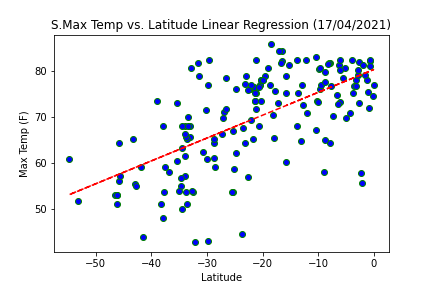 S.Max Temp vs. Latitude Linear Regression (17/04/2021)
Max Temp (F)
80
70
60
50
−50 −40 −30 −20 −10 0
Latitude